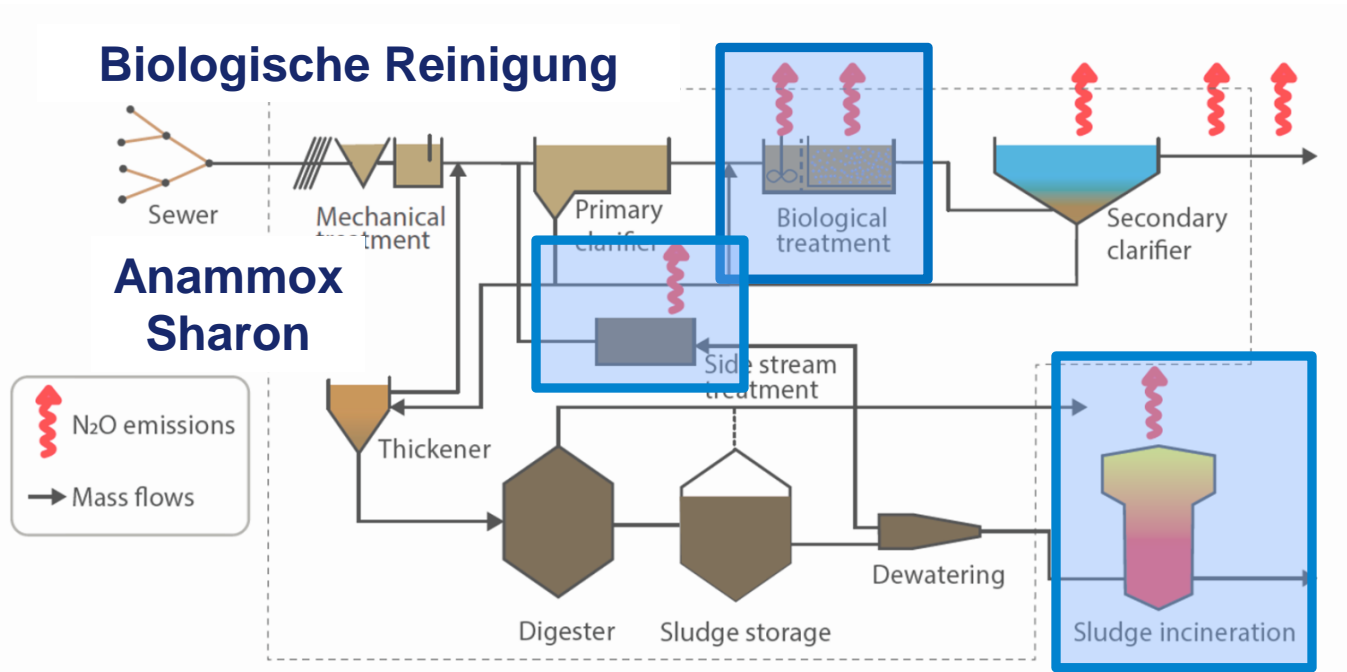 Biologische Reinigung
Sewer
Mechanical
treatment
Primary
clarifier
Biological
treatment
Secondary
clarifier
Anammox
Sharon
Side stream
treatment
N₂O emissions
Mass flows
Thickener
Digester
Sludge storage
Dewatering
Sludge incineration